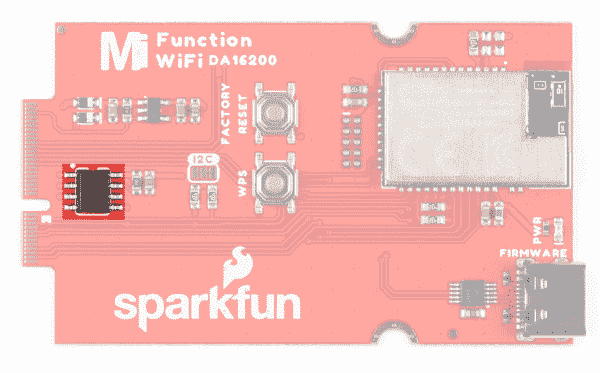 Mi Function
WiFi DA16200
FACTORY
RESET
I2C
WPS
PWR
FIRMWARE
sparkfun